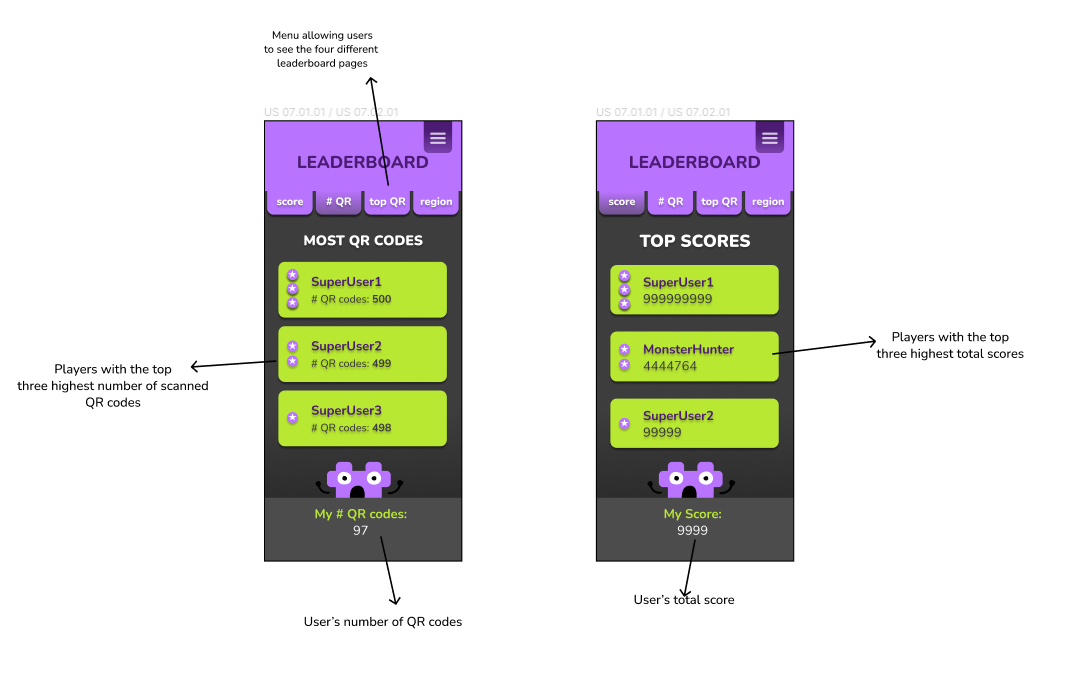 Menu allowing users
to see the four different
leaderboard pages
US 07.01.01 / US 07.02.01
LEADERBOARD
score
# QR
top QR
region
MOST QR CODES
SuperUser1
# QR codes: 500
SuperUser2
# QR codes: 499
SuperUser3
# QR codes: 498
My # QR codes:
97
Players with the top
three highest number of scanned
QR codes
User’s number of QR codes
US 07.01.01 / US 07.02.01
LEADERBOARD
score
# QR
top QR
region
TOP SCORES
SuperUser1
999999999
MonsterHunter
4444764
SuperUser2
99999
My Score:
9999
Players with the top
three highest total scores
User’s total score